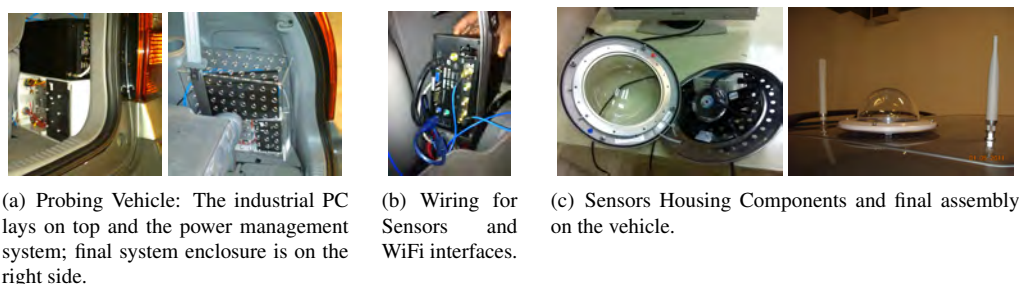 (a) Probing Vehicle: The industrial PC
lays on top and the power management
system; final system enclosure is on the
right side.
(b) Wiring for
Sensors and
WiFi interfaces.
(c) Sensors Housing Components and final assembly
on the vehicle.